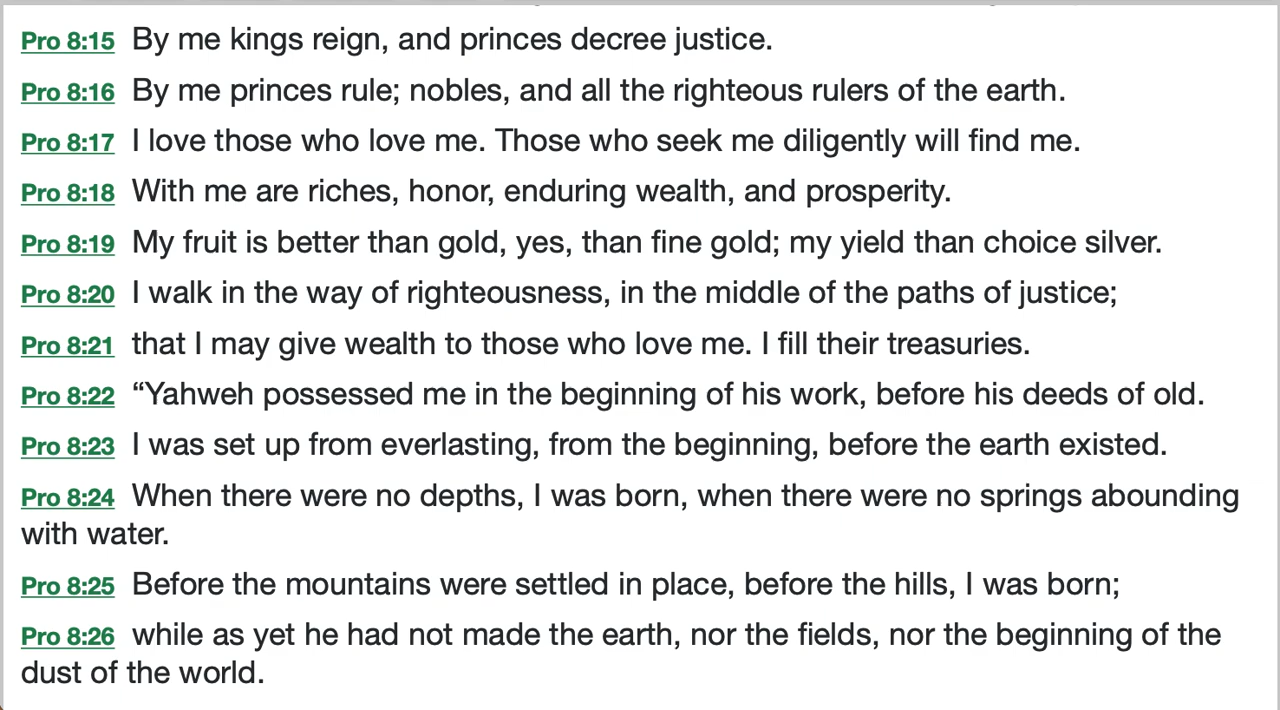 Pro 8:15 By me kings reign, and princes decree justice.
Pro 8:16 By me princes rule; nobles, and all the righteous rulers of the earth.
Pro 8:17 I love those who love me. Those who seek me diligently will find me.
Pro 8:18 With me are riches, honor, enduring wealth, and prosperity.
Pro 8:19 My fruit is better than gold, yes, than fine gold; my yield than choice silver.
Pro 8:20 I walk in the way of righteousness, in the middle of the paths of justice;
Pro 8:21 that I may give wealth to those who love me. I fill their treasuries.
Pro 8:22 “Yahweh possessed me in the beginning of his work, before his deeds of old.
Pro 8:23 I was set up from everlasting, from the beginning, before the earth existed.
Pro 8:24 When there were no depths, I was born, when there were no springs abounding
with water.
Pro 8:25 Before the mountains were settled in place, before the hills, I was born;
Pro 8:26 while as yet he had not made the earth, nor the fields, nor the beginning of the
dust of the world.